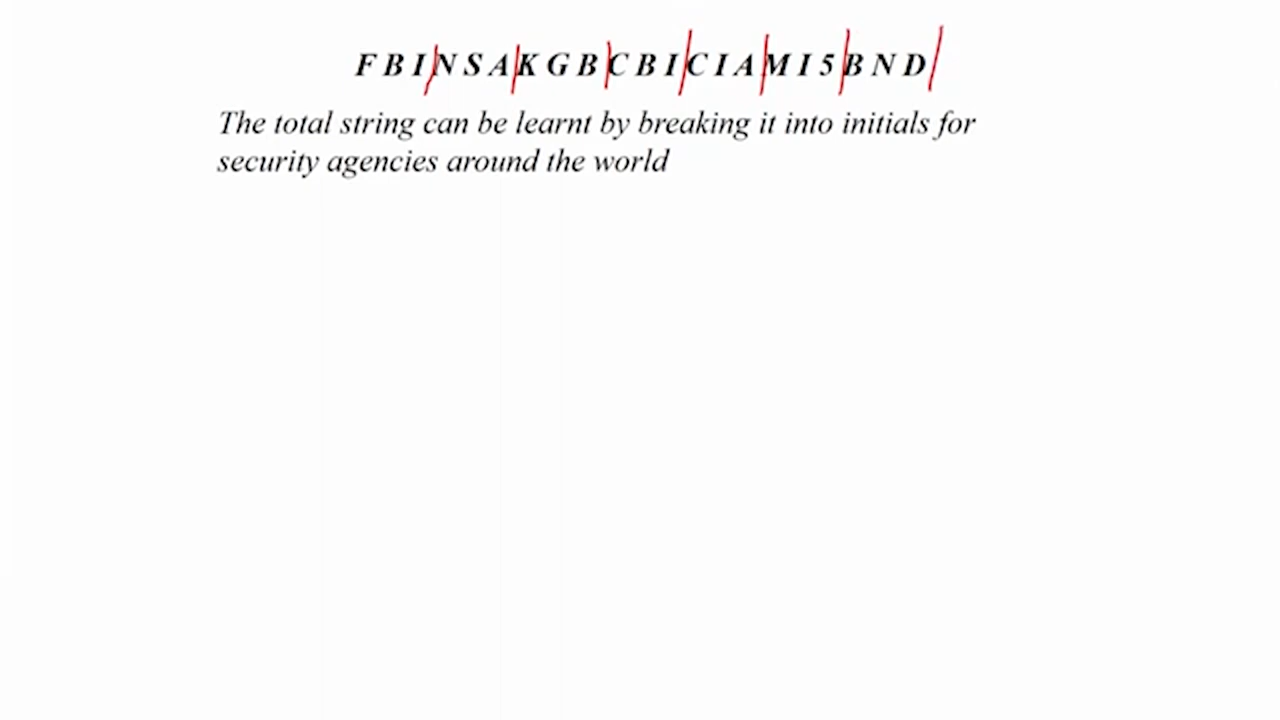 F B I N S A K G B C B I C I A M I 5 B N D
The total string can be learnt by breaking it into initials for
security agencies around the world